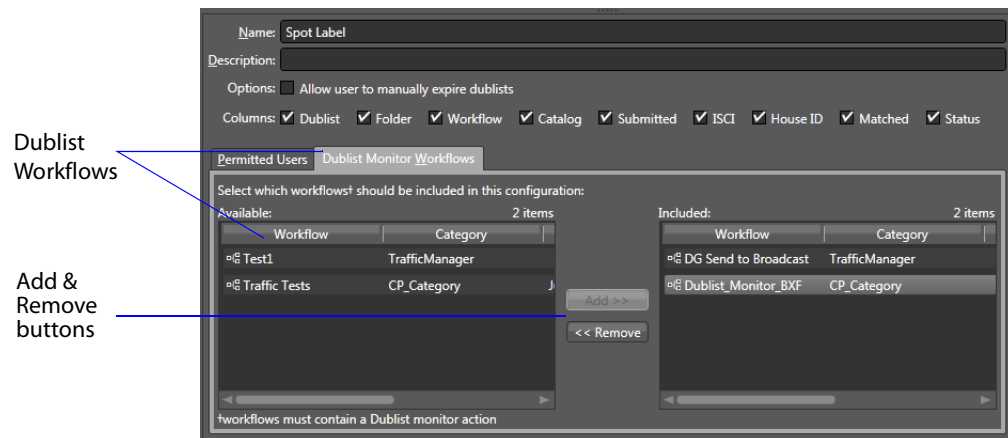 Name: Spot Label
Description:
Options: Allow user to manually expire dublists
Columns: Dublist Folder Workflow Catalog Submitted ISCI House ID Matched Status
Dublist
Workflows
Permitted Users Dublist Monitor Workflows
Select which workflows† should be included in this configuration:
Available: 2 items
Workflow Category
Test1 TrafficManager
Traffic Tests CP_Category
Included: 2 items
Workflow Category
DG Send to Broadcast TrafficManager
Dublist_Monitor_BXF CP_Category
Add >>
<< Remove
Add &
Remove
buttons
†workflows must contain a Dublist monitor action